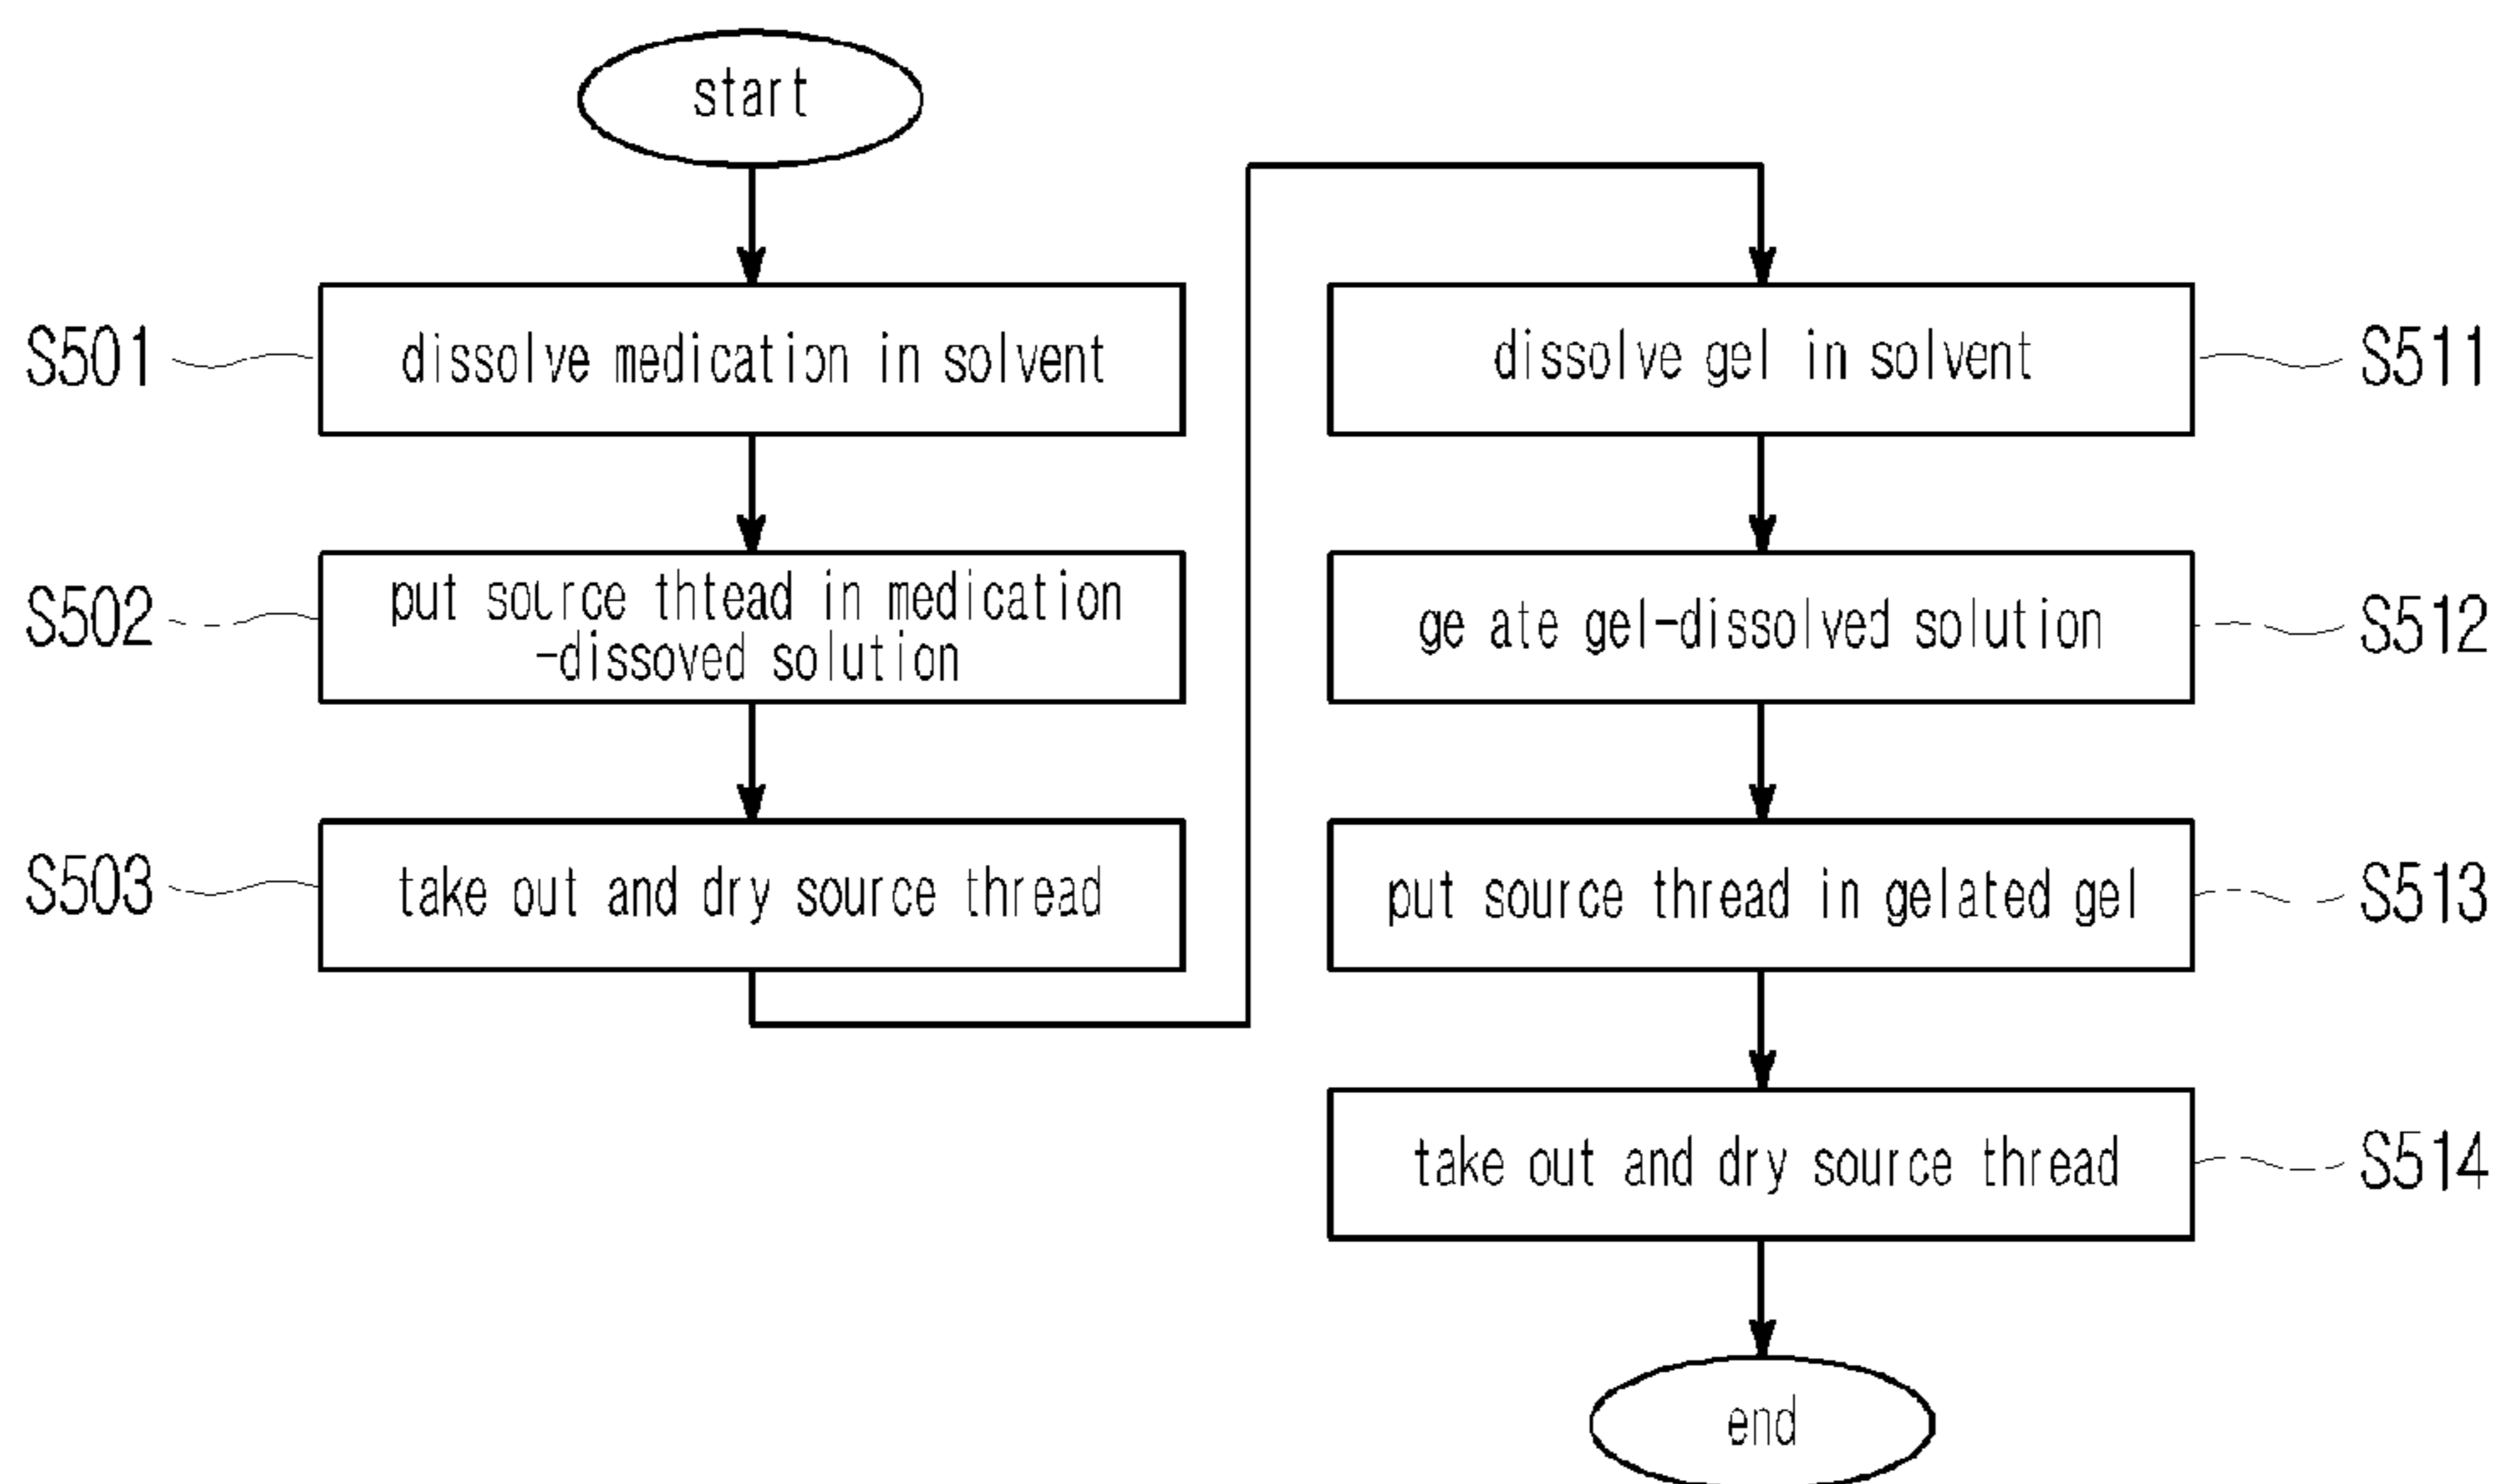 start
S501
dissolve medication in solvent
S502
put source thtead in medication
-dissoved solution
S503
take out and dry source thread
dissolve gel in solvent
S511
ge ate gel-dissolved solution
S512
put source thread in gelated gel
S513
take out and dry source thread
S514
end